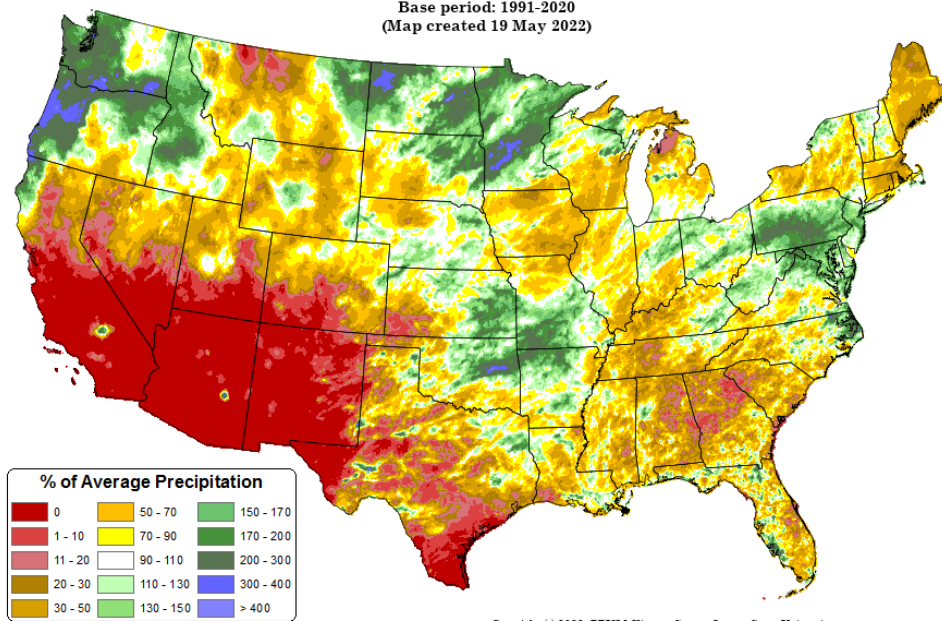 Base period: 1991-2020
(Map created 19 May 2022)
% of Average Precipitation
0
50 - 70
150 - 170
1 - 10
70 - 90
170 - 200
11 - 20
90 - 110
200 - 300
20 - 30
110 - 130
300 - 400
30 - 50
130 - 150
> 400